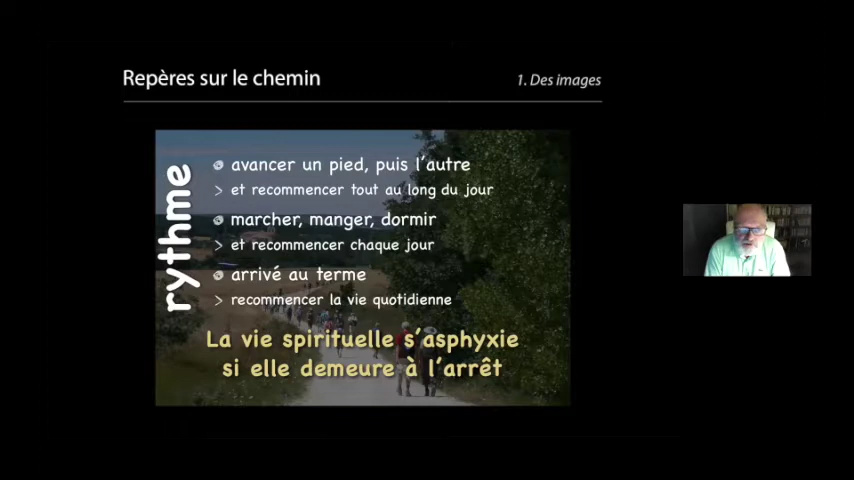 Repères sur le chemin
1. Des images
rythme
avancer un pied, puis l'autre
> et recommencer tout au long du jour
marcher, manger, dormir
> et recommencer chaque jour
arrivé au terme
> recommencer la vie quotidienne
La vie spirituelle s'asphyxie
si elle demeure à l'arrêt